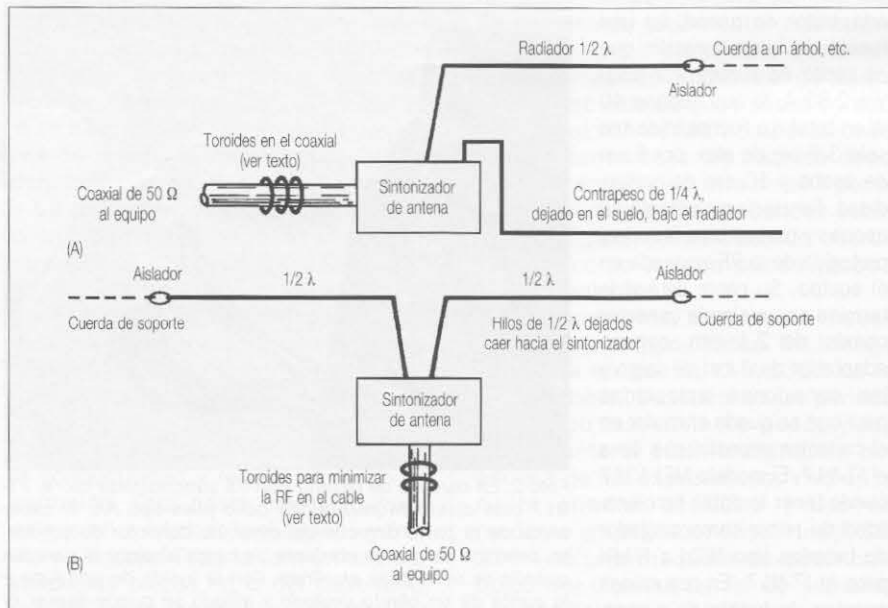 Radiador 1/2 λ
Cuerda a un árbol, etc.
Aislador
Toroides en el coaxial
(ver texto)
Coaxial de 50 Ω
al equipo
Sintonizador
de antena
Contrapeso de 1/4 λ,
dejado en el suelo, bajo el radiador
(A)
Aislador
1/2 λ
1/2 λ
Aislador
Cuerda de soporte
Hilos de 1/2 λ dejados
caer hacia el sintonizador
Cuerda de soporte
Sintonizador
de antena
Toroides para minimizar
la RF en el cable
(ver texto)
Coaxial de 50 Ω
al equipo
(B)